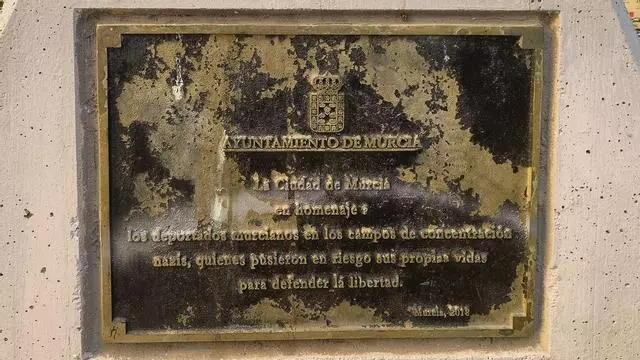 AYUNTAMIENTO DE MURCIA
La Ciudad de Murcia
en homenaje a
los deportados murcianos en los campos de concentración
nazis, quienes pusieron en riesgo sus propias vidas
para defender la libertad.
Murcia, 2018